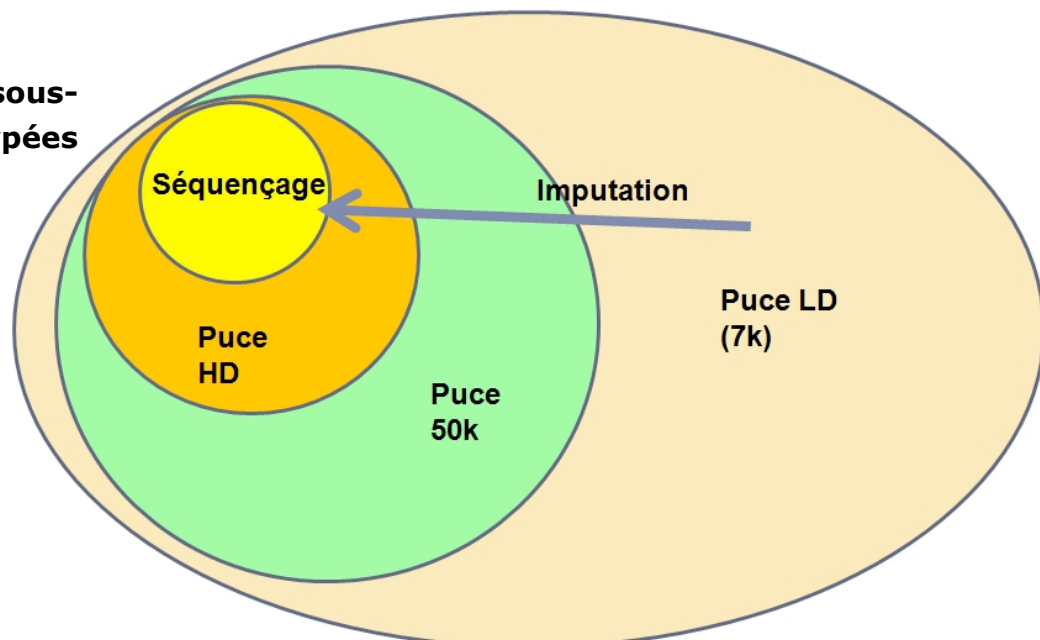 sous-
pées
Séquençage
Imputation
Puce LD
(7k)
Puce
HD
Puce
50k